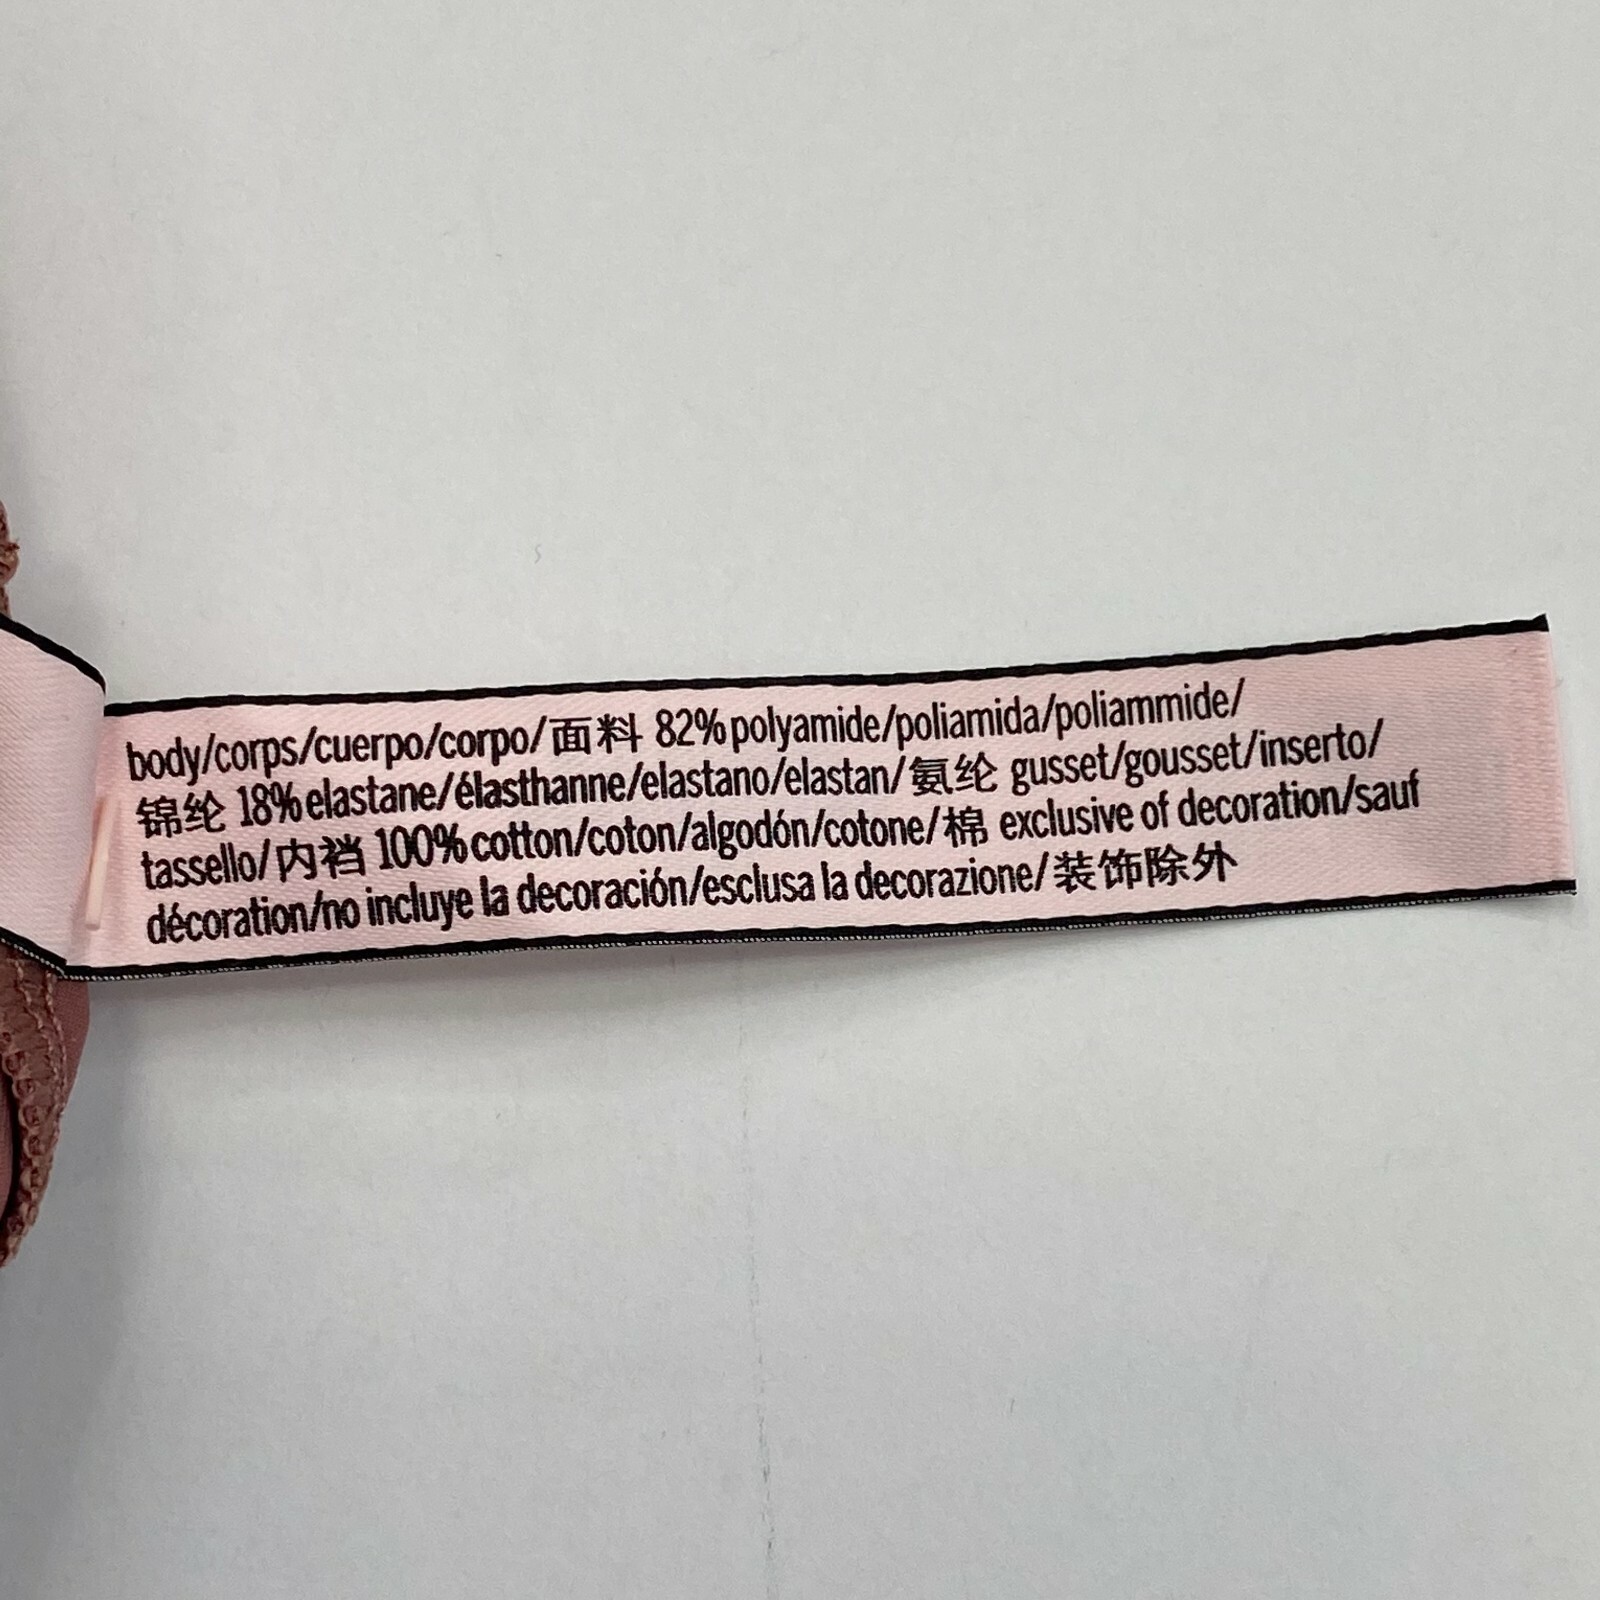 body/corps/cuerpo/corpo/面料 82%polyamide/poliamida/poliammide/
锦纶 18%elastane/élasthanne/elastano/elastan/氨纶 gusset/gousset/inserto/
tassello/内裆 100%cotton/coton/algodón/cotone/棉 exclusive of decoration/sauf
décoration/no incluye la decoración/esclusa la decorazione/装饰除外